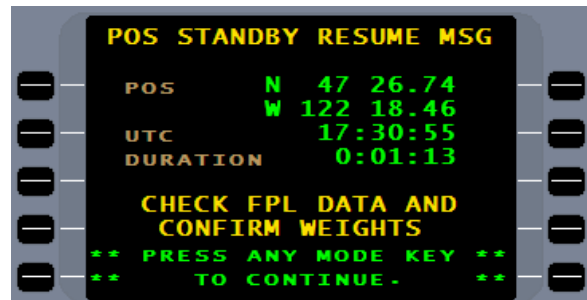 POS STANDBY RESUME MSG
POS N 47 26.74
W 122 18.46
UTC 17:30:55
DURATION 0:01:13
CHECK FPL DATA AND
CONFIRM WEIGHTS
** PRESS ANY MODE KEY **
** TO CONTINUE. **